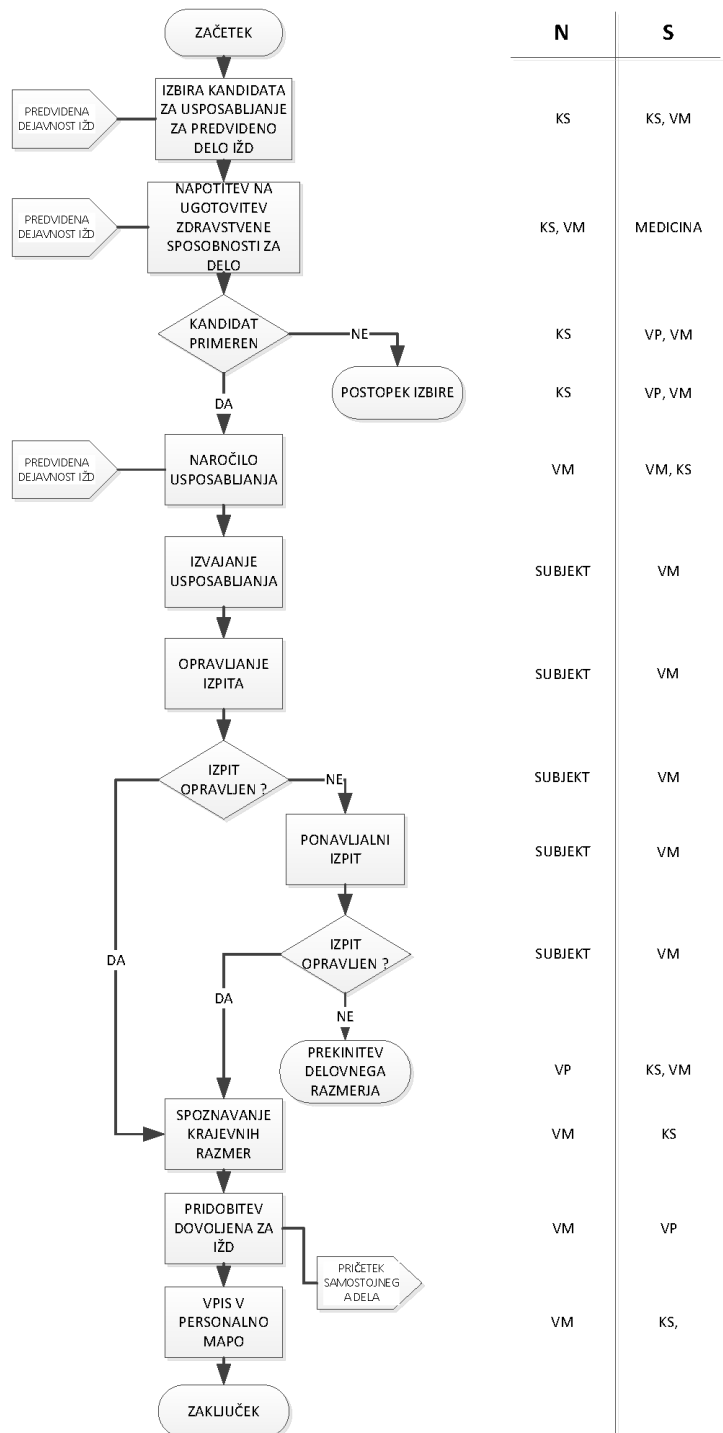 ZAČETEK
N
S
PREDVIDENA
DEJAVNOST IŽD
IZBIRA KANDIDATA
ZA USPOSABLJANJE
ZA PREDVIDENO
DELO IŽD
KS
KS, VM
PREDVIDENA
DEJAVNOST IŽD
NAPOTITEV NA
UGOTOVITEV
ZDRAVSTVENE
SPOSOBNOSTI ZA
DELO
KS, VM
MEDICINA
KANDIDAT
PRIMEREN
NE
KS
VP, VM
POSTOPEK IZBIRE
KS
VP, VM
DA
PREDVIDENA
DEJAVNOST IŽD
NAROČILO
USPOSABLJANJA
VM
VM, KS
IZVAJANJE
USPOSABLJANJA
SUBJEKT
VM
OPRAVLJANJE
IZPITA
SUBJEKT
VM
IZPIT
OPRAVLJEN ?
NE
SUBJEKT
VM
PONAVLJALNI
IZPIT
SUBJEKT
VM
IZPIT
OPRAVLJEN ?
SUBJEKT
VM
DA
DA
NE
PREKINITEV
DELOVNEGA
RAZMERJA
VP
KS, VM
SPOZNAVANJE
KRAJEVNIH
RAZMER
VM
KS
PRIDOBITEV
DOVOLJENA ZA
IŽD
VM
VP
PRIČETEK
SAMOSTOJNEG
A DELA
VPIS V
PERSONALNO
MAPO
VM
KS,
ZAKLJUČEK